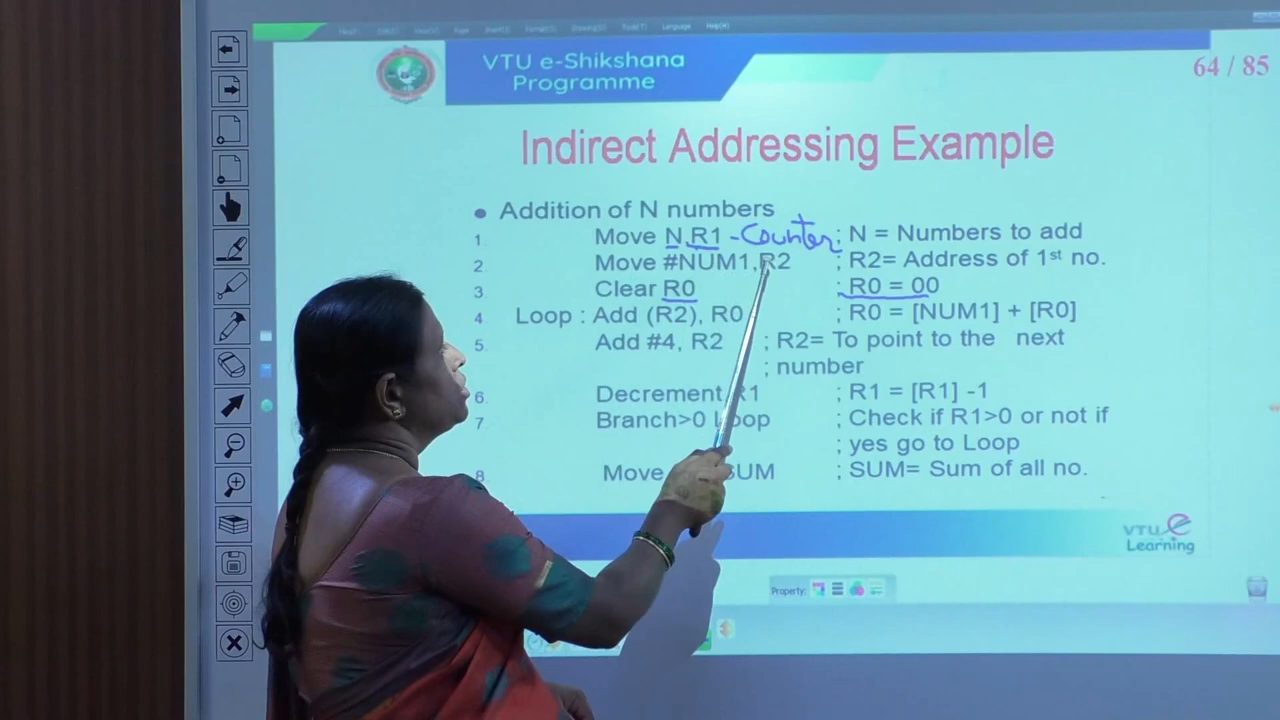 VTU e-Shikshana
Programme
64 / 85
Indirect Addressing Example
• Addition of N numbers
1. Move N,R1 - Counter ; N = Numbers to add
2. Move #NUM1,R2 ; R2= Address of 1st no.
3. Clear R0 ; R0 = 00
4. Loop : Add (R2), R0 ; R0 = [NUM1] + [R0]
5. Add #4, R2 ; R2= To point to the next
; number
6. Decrement R1 ; R1 = [R1] -1
7. Branch>0 Loop ; Check if R1>0 or not if
; yes go to Loop
8. Move SUM ; SUM= Sum of all no.
VTU e
Learning
Property: